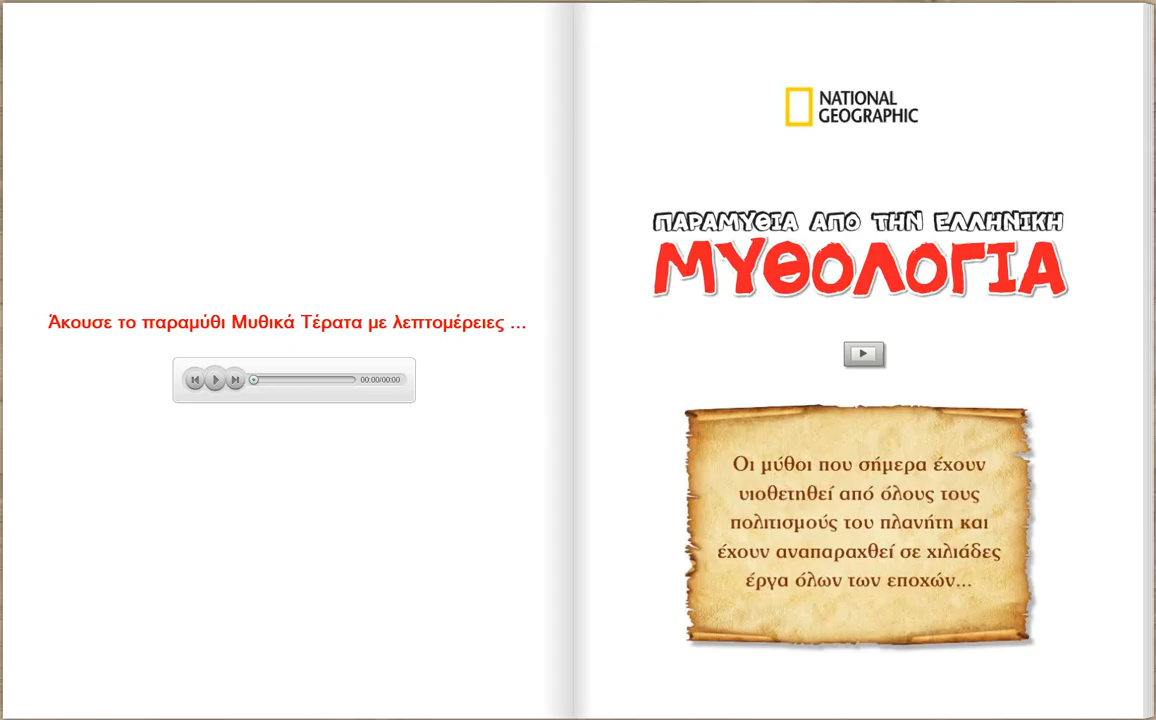 Άκουσε το παραμύθι Μυθικά Τέρατα με λεπτομέρειες ...
00:00/00:00
NATIONAL
GEOGRAPHIC
ΠΑΡΑΜΥΘΙΑ ΑΠΟ ΤΗΝ ΕΛΛΗΝΙΚΗ
ΜΥΘΟΛΟΓΙΑ
Οι μύθοι που σήμερα έχουν
υιοθετηθεί από όλους τους
πολιτισμούς του πλανήτη και
έχουν αναπαραχθεί σε χιλιάδες
έργα όλων των εποχών...